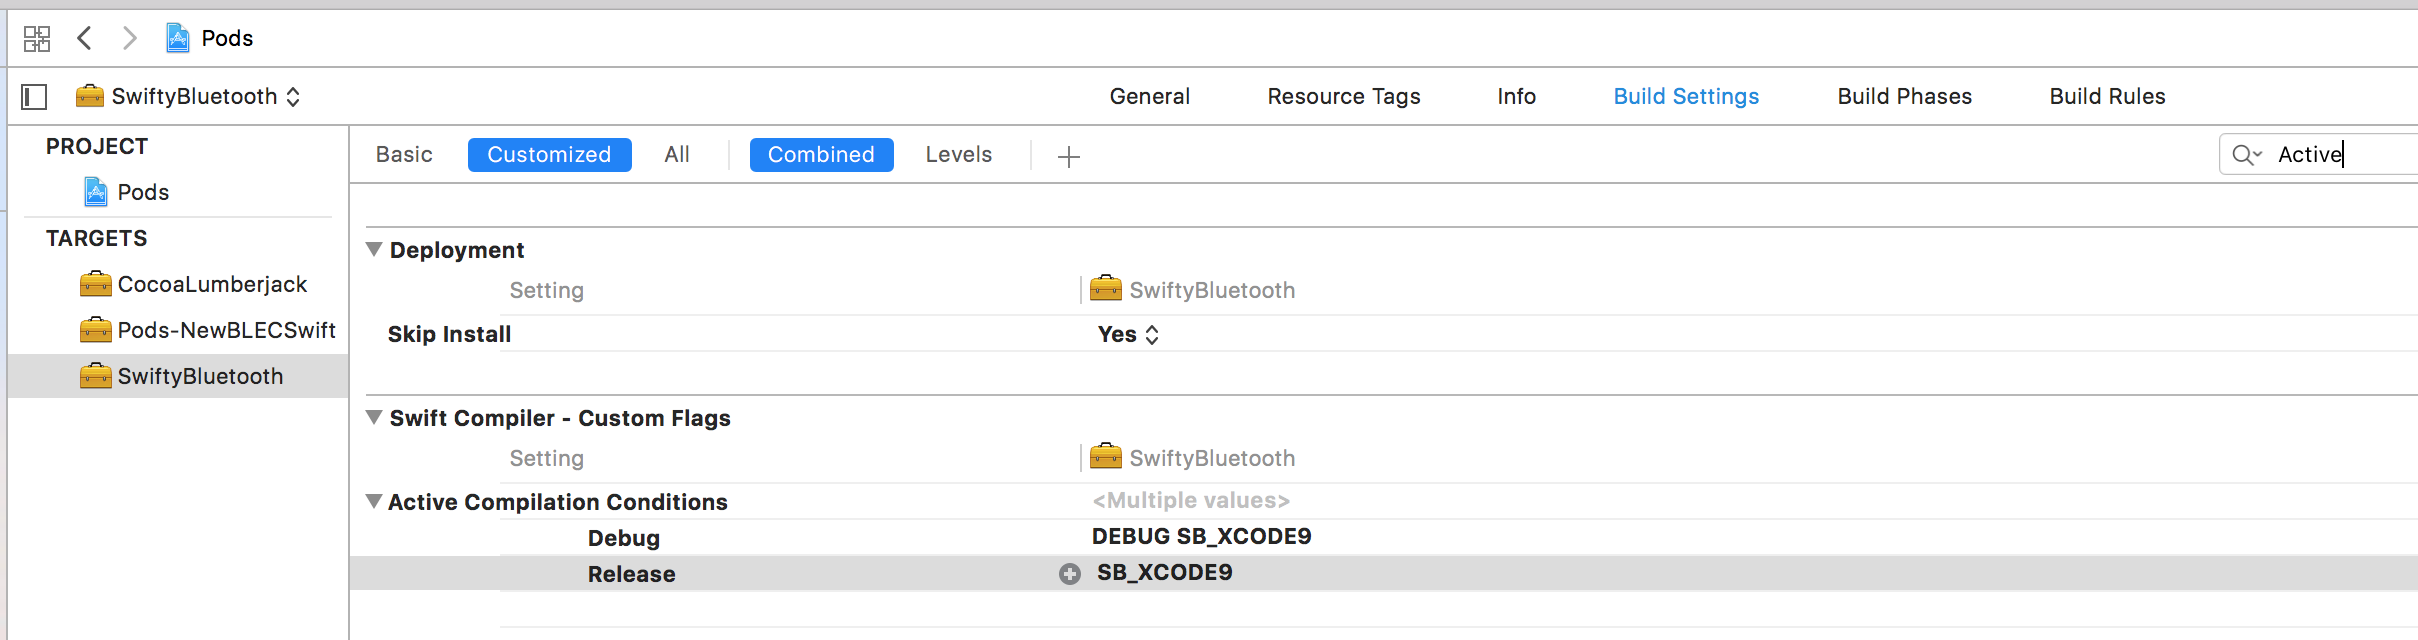 Pods
SwiftyBluetooth General Resource Tags Info Build Settings Build Phases Build Rules
PROJECT
Pods
TARGETS
CocoaLumberjack
Pods-NewBLECSwift
SwiftyBluetooth
Basic Customized All Combined Levels + Active
Deployment
Setting SwiftyBluetooth
Skip Install Yes
Swift Compiler - Custom Flags
Setting SwiftyBluetooth
Active Compilation Conditions <Multiple values>
Debug DEBUG SB_XCODE9
Release SB_XCODE9